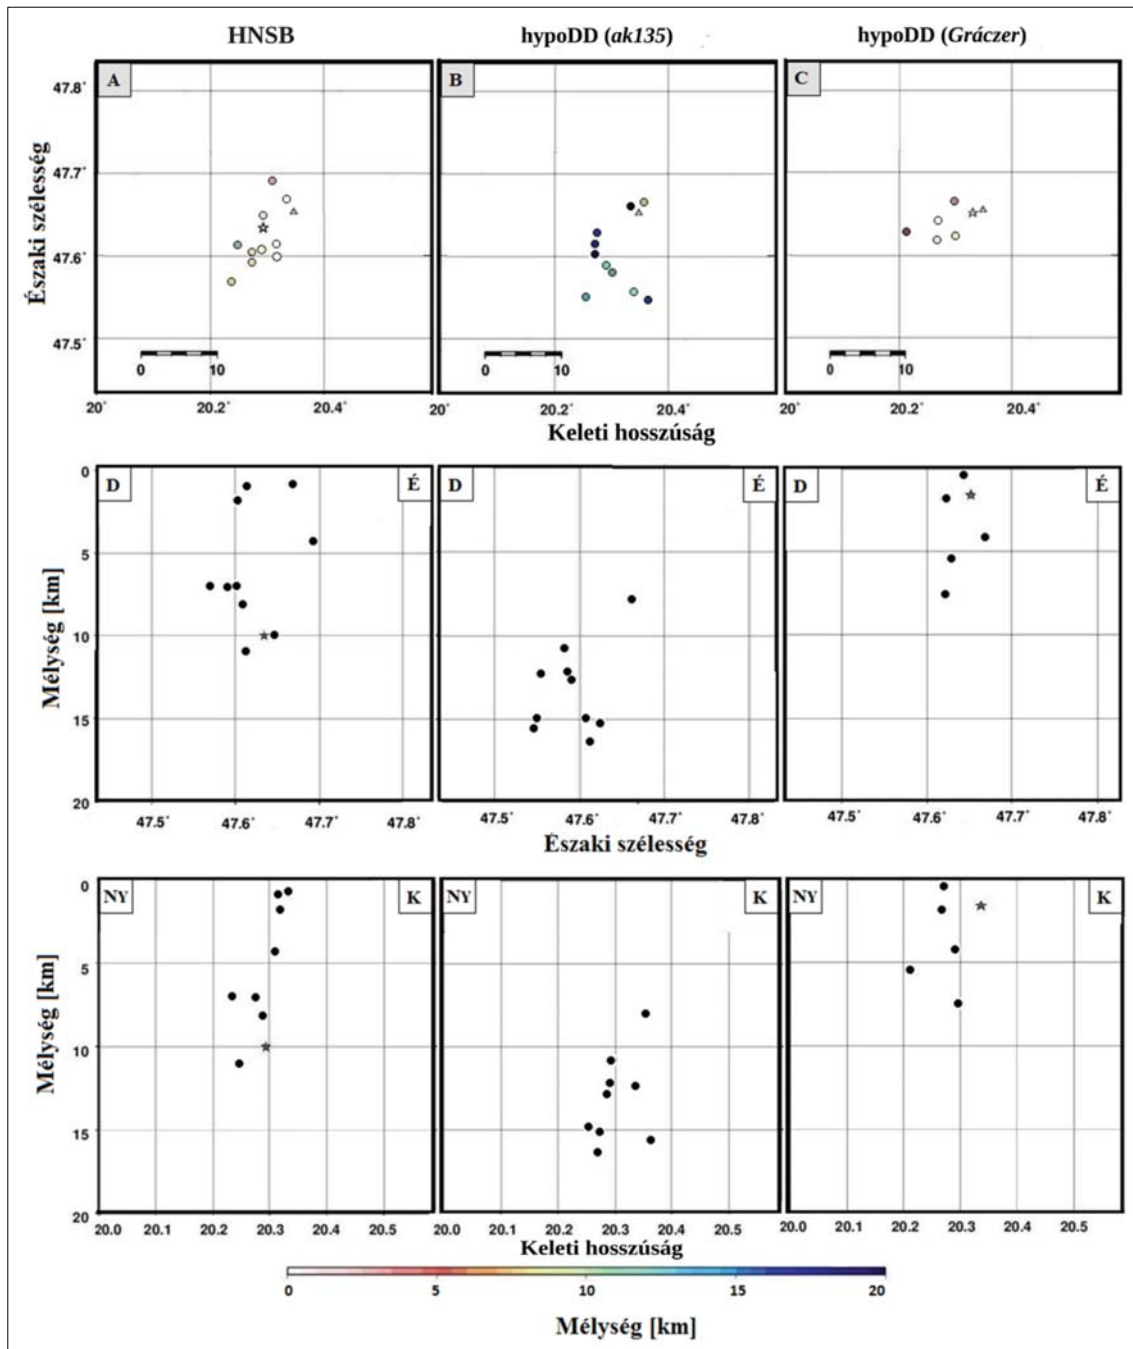 HNSB hypoDD (ak135) hypoDD (Gráczer)
A B C
47.8˚
47.7˚
47.6˚
47.5˚
Északi szélesség
0 10 0 10 0 10
20˚ 20.2˚ 20.4˚ 20˚ 20.2˚ 20.4˚ 20˚ 20.2˚ 20.4˚
Keleti hosszúság
D É D É D É
0
5
10
15
20
Mélység [km]
47.5˚ 47.6˚ 47.7˚ 47.8˚ 47.5˚ 47.6˚ 47.7˚ 47.8˚ 47.5˚ 47.6˚ 47.7˚ 47.8˚
Északi szélesség
NY K NY K NY K
0
5
10
15
20
Mélység [km]
20.0 20.1 20.2 20.3 20.4 20.5 20.0 20.1 20.2 20.3 20.4 20.5 20.0 20.1 20.2 20.3 20.4 20.5
Keleti hosszúság
0 5 10 15 20
Mélység [km]